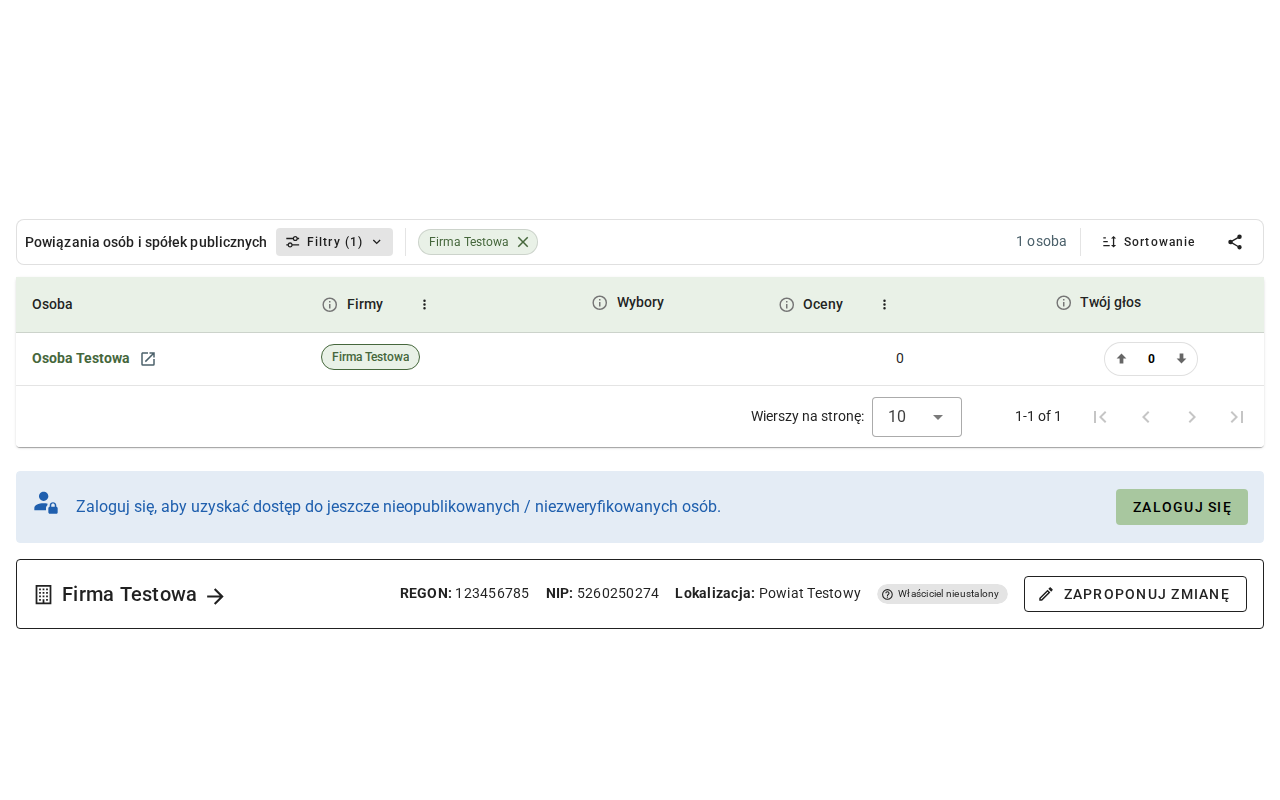 Powiązania osób i spółek publicznych Filtry (1) Firma Testowa 1 osoba Sortowanie
Osoba Firmy Wybory Oceny Twój głos
Osoba Testowa Firma Testowa 0 0
Wierszy na stronę: 10 1-1 of 1
Zaloguj się, aby uzyskać dostęp do jeszcze nieopublikowanych / niezweryfikowanych osób. ZALOGUJ SIĘ
Firma Testowa REGON: 123456785 NIP: 5260250274 Lokalizacja: Powiat Testowy Właściciel nieustalony ZAPROPONUJ ZMIANĘ